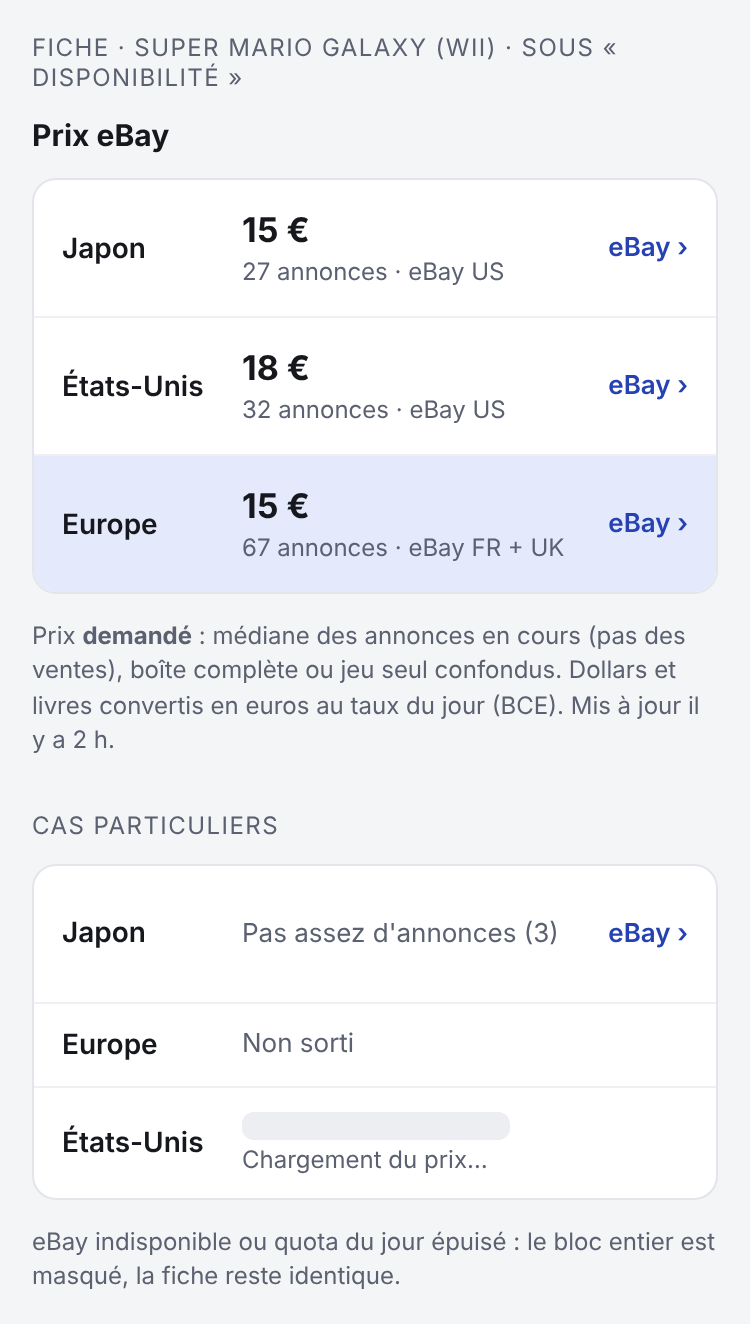 FICHE · SUPER MARIO GALAXY (WII) · SOUS «
DISPONIBILITÉ »
Prix eBay
Japon
15 €
27 annonces · eBay US
eBay ›
États-Unis
18 €
32 annonces · eBay US
eBay ›
Europe
15 €
67 annonces · eBay FR + UK
eBay ›
Prix demandé : médiane des annonces en cours (pas des
ventes), boîte complète ou jeu seul confondus. Dollars et
livres convertis en euros au taux du jour (BCE). Mis à jour il
y a 2 h.
CAS PARTICULIERS
Japon
Pas assez d'annonces (3)
eBay ›
Europe
Non sorti
États-Unis
Chargement du prix...
eBay indisponible ou quota du jour épuisé : le bloc entier est
masqué, la fiche reste identique.